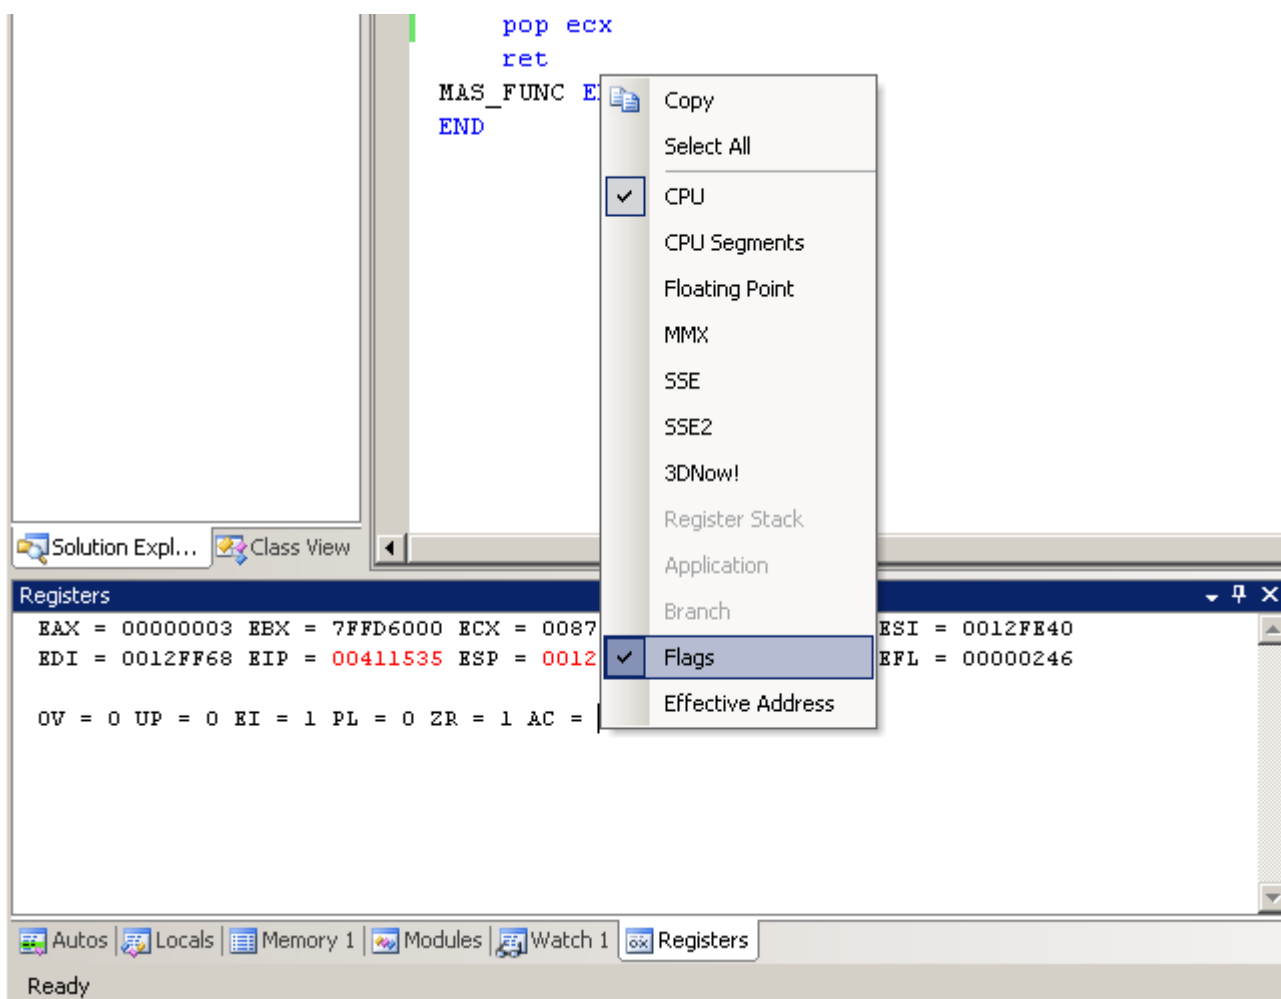 pop ecx
ret
MAS_FUNC
END
Copy
Select All
CPU
CPU Segments
Floating Point
MMX
SSE
SSE2
3DNow!
Register Stack
Application
Branch
Flags
Effective Address
Solution Expl... Class View
Registers
EAX = 00000003 EBX = 7FFD6000 ECX = 0087 ESI = 0012FE40
EDI = 0012FF68 EIP = 00411535 ESP = 0012 EFL = 00000246
OV = 0 UP = 0 EI = 1 PL = 0 ZR = 1 AC =
Autos Locals Memory 1 Modules Watch 1 Registers
Ready